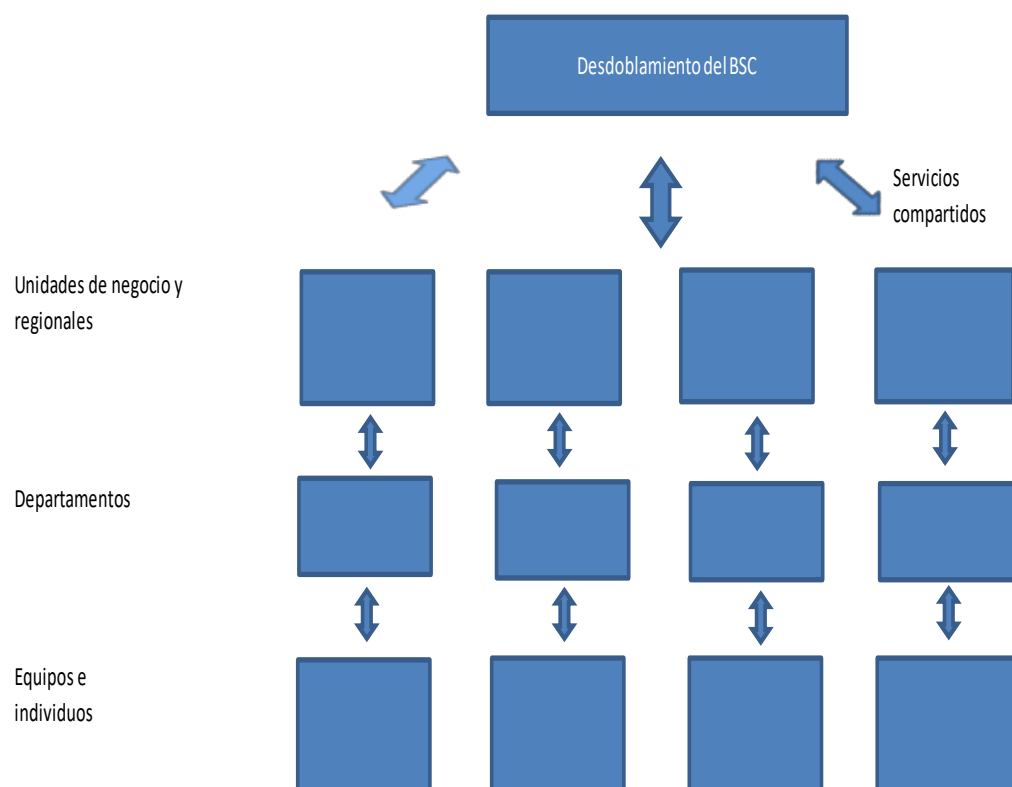 Desdoblamiento del BSC
Servicios
compartidos
Unidades de negocio y
regionales
Departamentos
Equipos e
individuos